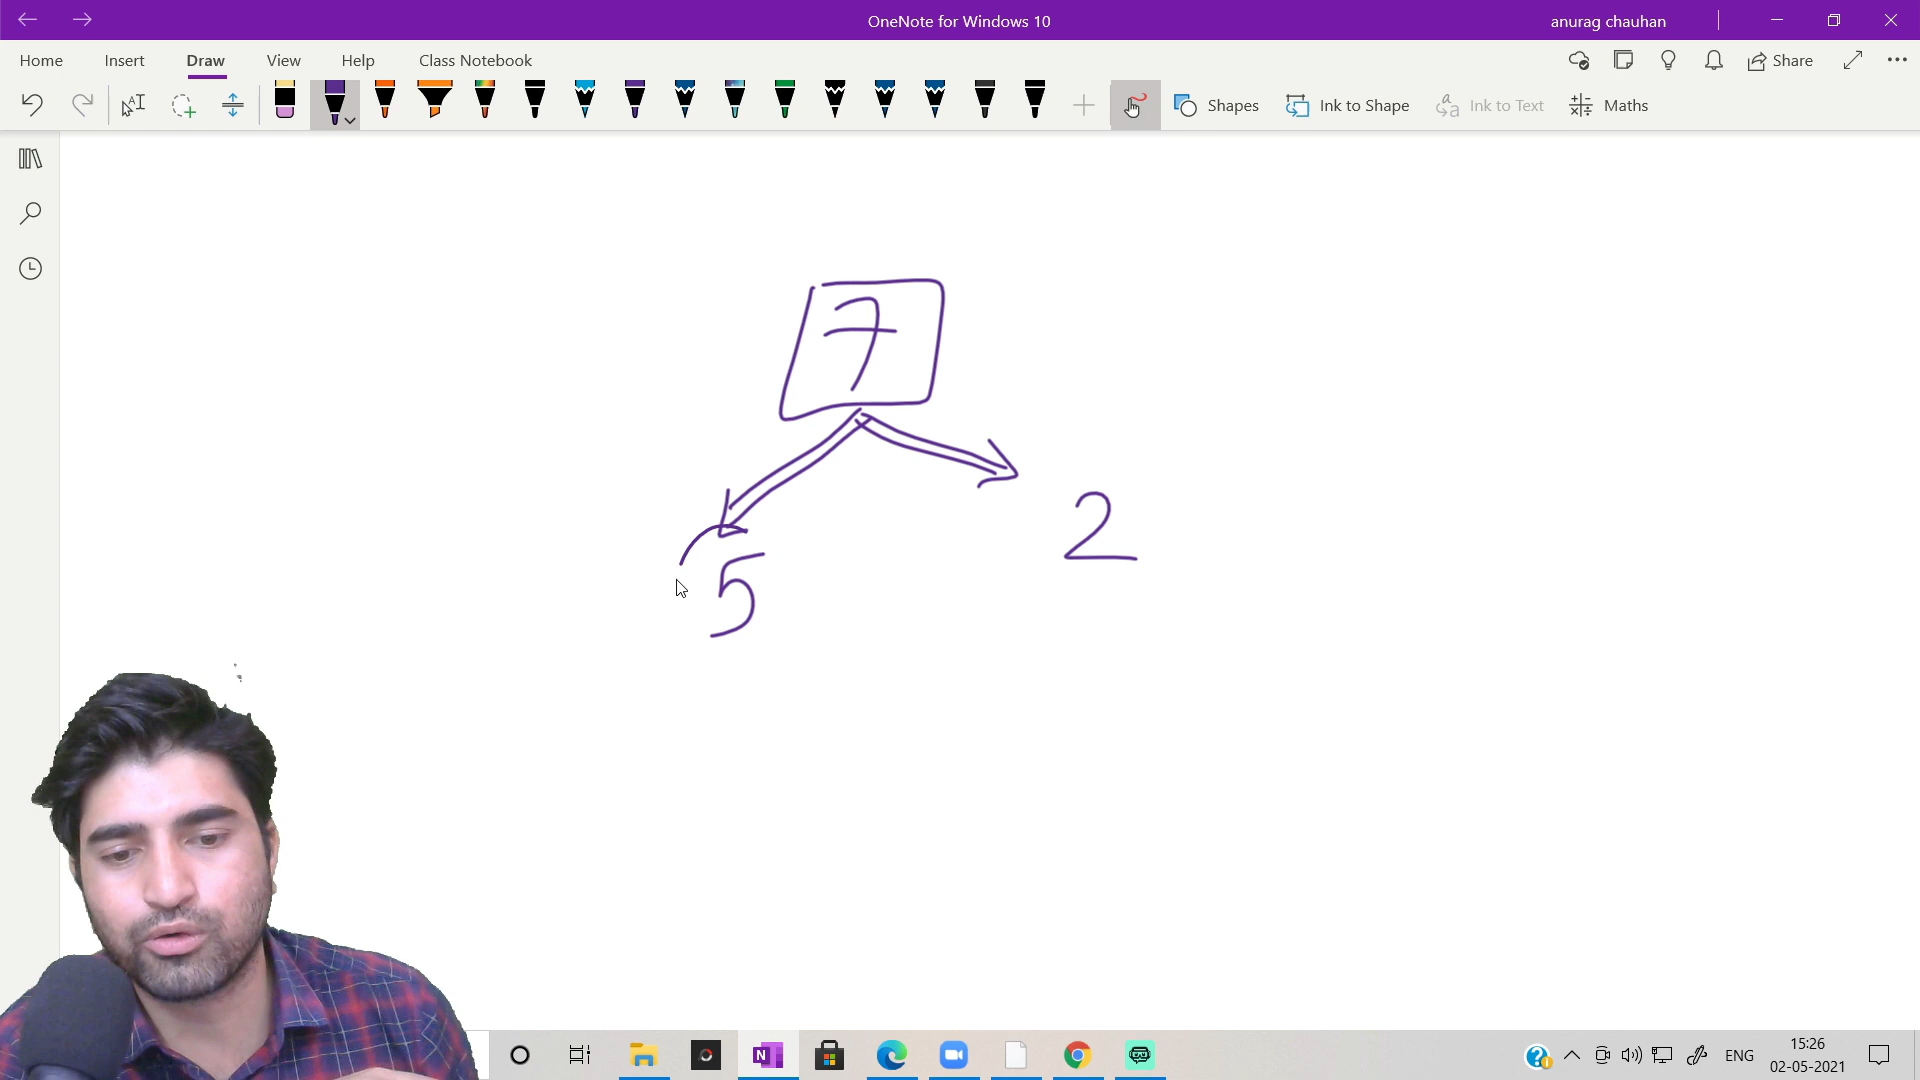 OneNote for Windows 10
anurag chauhan
Home Insert Draw View Help Class Notebook
Share
Shapes Ink to Shape Ink to Text Maths
7
5
2
ENG
15:26
02-05-2021